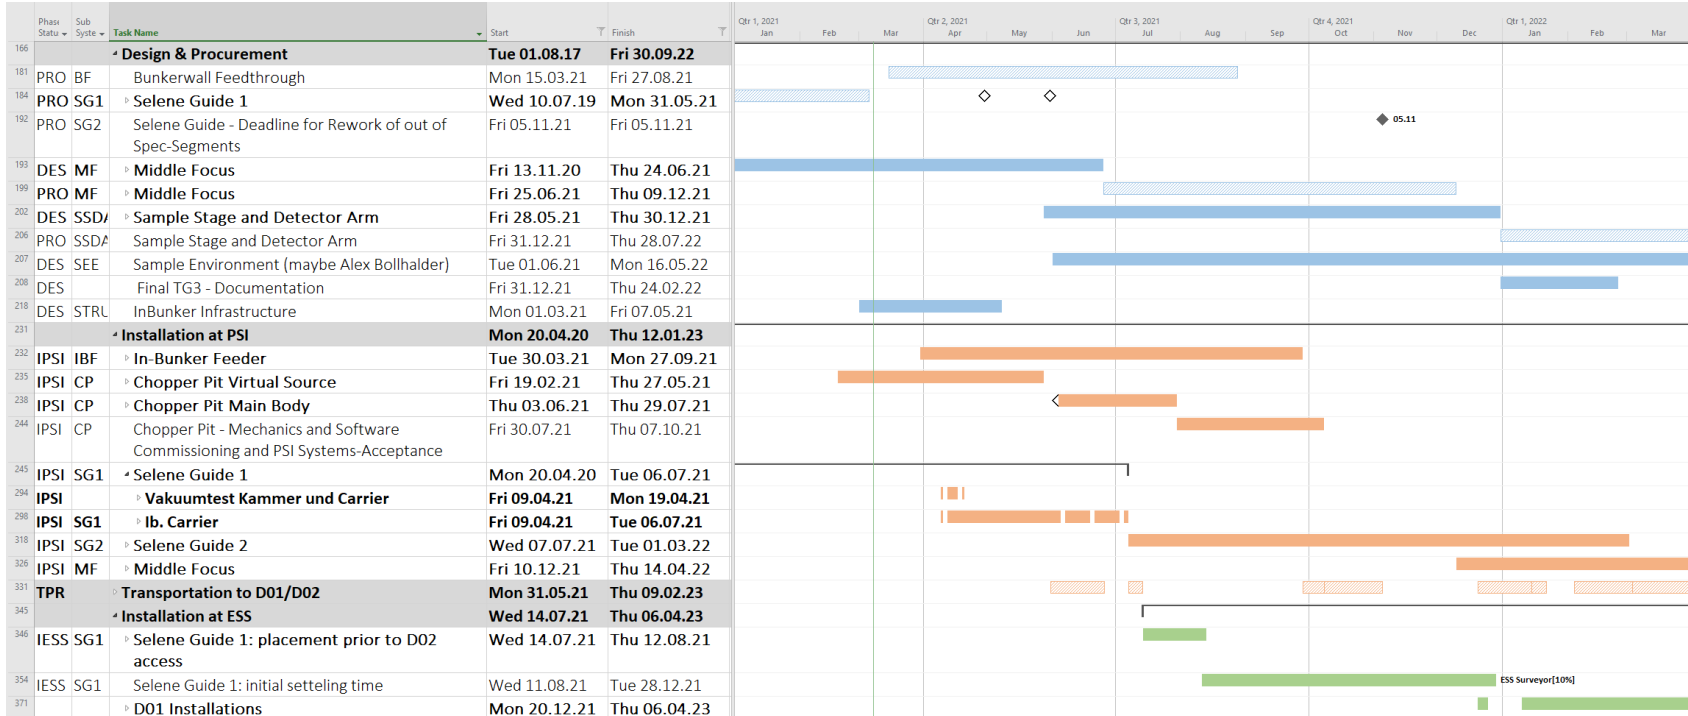 Phas Sub Qtr 1, 2021 Qtr 2, 2021 Qtr 3, 2021 Qtr 4, 2021 Qtr 1, 2022
Statu Syste Task Name Start Finish Jan Feb Mar Apr May Jun Jul Aug Sep Oct Nov Dec Jan Feb Mar
166 Design & Procurement Tue 01.08.17 Fri 30.09.22
181 PRO BF Bunkerwall Feedthrough Mon 15.03.21 Fri 27.08.21
184 PRO SG1 Selene Guide 1 Wed 10.07.19 Mon 31.05.21
192 PRO SG2 Selene Guide - Deadline for Rework of out of Fri 05.11.21 Fri 05.11.21 05.11
Spec-Segments
193 DES MF Middle Focus Fri 13.11.20 Thu 24.06.21
199 PRO MF Middle Focus Fri 25.06.21 Thu 09.12.21
202 DES SSDA Sample Stage and Detector Arm Fri 28.05.21 Thu 30.12.21
206 PRO SSDA Sample Stage and Detector Arm Fri 31.12.21 Thu 28.07.22
207 DES SEE Sample Environment (maybe Alex Bollhalder) Tue 01.06.21 Mon 16.05.22
208 DES Final TG3 - Documentation Fri 31.12.21 Thu 24.02.22
218 DES STRU InBunker Infrastructure Mon 01.03.21 Fri 07.05.21
231 Installation at PSI Mon 20.04.20 Thu 12.01.23
232 IPSI IBF In-Bunker Feeder Tue 30.03.21 Mon 27.09.21
235 IPSI CP Chopper Pit Virtual Source Fri 19.02.21 Thu 27.05.21
238 IPSI CP Chopper Pit Main Body Thu 03.06.21 Thu 29.07.21
244 IPSI CP Chopper Pit - Mechanics and Software Fri 30.07.21 Thu 07.10.21
Commissioning and PSI Systems-Acceptance
245 IPSI SG1 Selene Guide 1 Mon 20.04.20 Tue 06.07.21
294 IPSI Vakuumtest Kammer und Carrier Fri 09.04.21 Mon 19.04.21
298 IPSI SG1 Ib. Carrier Fri 09.04.21 Tue 06.07.21
318 IPSI SG2 Selene Guide 2 Wed 07.07.21 Tue 01.03.22
326 IPSI MF Middle Focus Fri 10.12.21 Thu 14.04.22
331 TPR Transportation to D01/D02 Mon 31.05.21 Thu 09.02.23
345 Installation at ESS Wed 14.07.21 Thu 06.04.23
346 IESS SG1 Selene Guide 1: placement prior to D02 Wed 14.07.21 Thu 12.08.21
access
354 IESS SG1 Selene Guide 1: initial setteling time Wed 11.08.21 Tue 28.12.21 ESS Surveyor[10%]
371 D01 Installations Mon 20.12.21 Thu 06.04.23